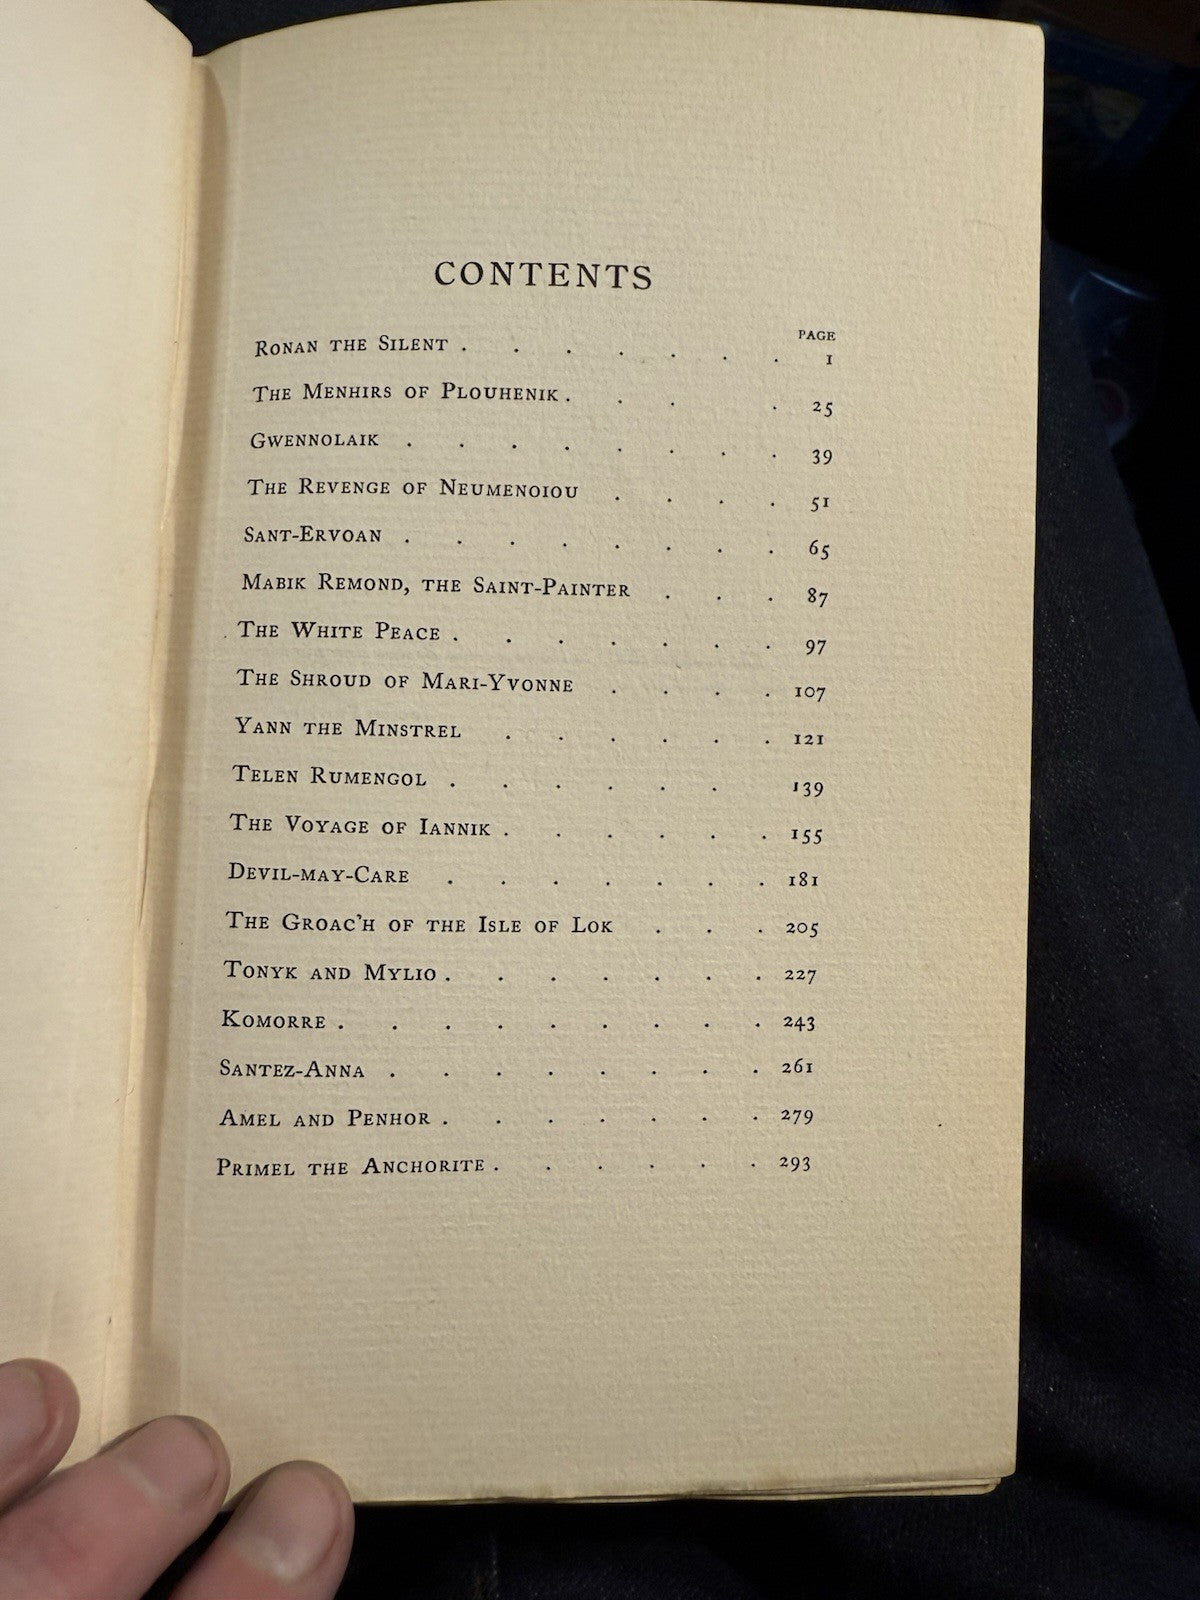 CONTENTS
PAGE
RONAN THE SILENT . . . . . . . 1
THE MENHIRS OF PLOUHENIK . . . . 25
GWENNOLAIK . . . . . . . . 39
THE REVENGE OF NEUMENOIOU . . . . 51
SANT-ERVOAN . . . . . . . . 65
MABIK REMOND, THE SAINT-PAINTER . . . 87
THE WHITE PEACE . . . . . . . 97
THE SHROUD OF MARI-YVONNE . . . . 107
YANN THE MINSTREL . . . . . . 121
TELEN RUMENGOL . . . . . . 139
THE VOYAGE OF IANNIK . . . . . . 155
DEVIL-MAY-CARE . . . . . . . 181
THE GROAC'H OF THE ISLE OF LOK . . . 205
TONYK AND MYLIO . . . . . . . 227
KOMORRE . . . . . . . . . 243
SANTEZ-ANNA . . . . . . . . 261
AMEL AND PENHOR . . . . . . . 279
PRIMEL THE ANCHORITE . . . . . . 293